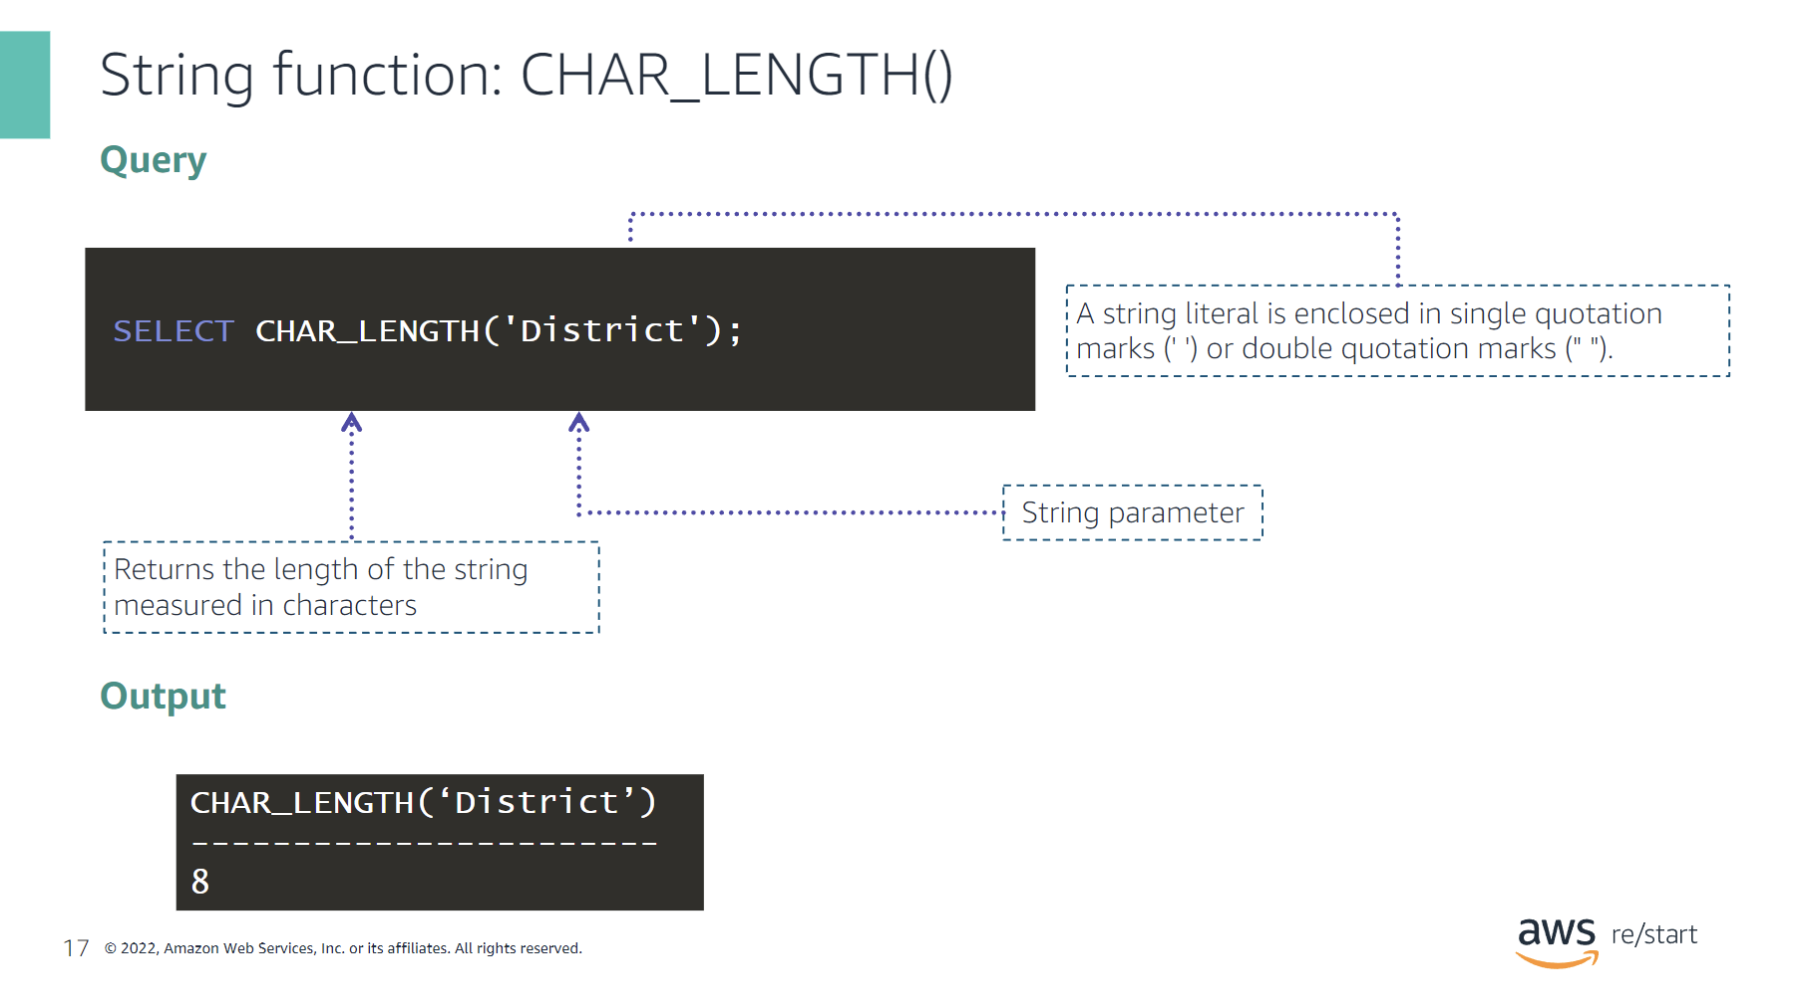 String function: CHAR_LENGTH()
Query
SELECT CHAR_LENGTH('District');
A string literal is enclosed in single quotation
marks (' ') or double quotation marks (" ").
String parameter
Returns the length of the string
measured in characters
Output
CHAR_LENGTH(‘District’)
-----------------------
8
17 © 2022, Amazon Web Services, Inc. or its affiliates. All rights reserved.
aws re/start